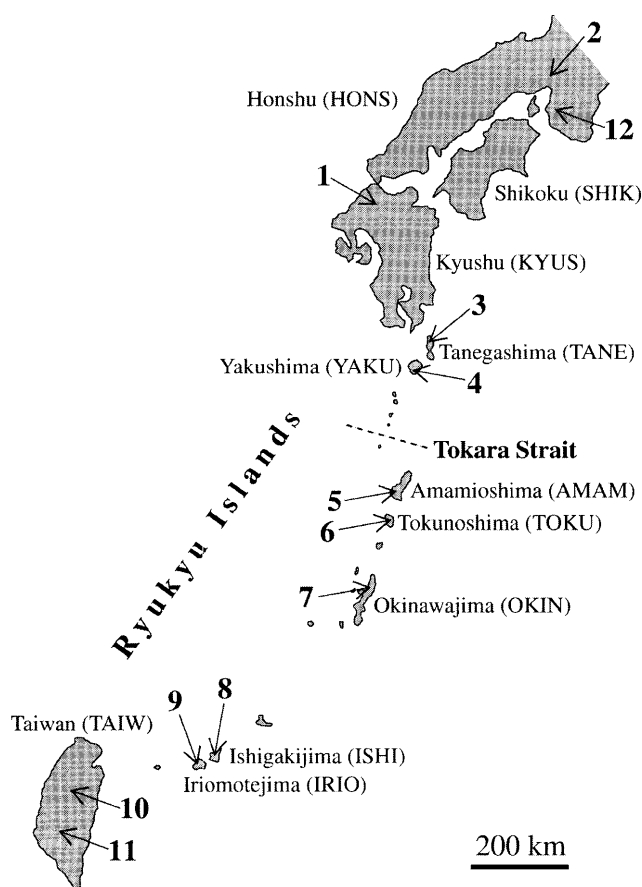 2
Honshu (HONS)
12
1
Shikoku (SHIK)
Kyushu (KYUS)
3
Tanegashima (TANE)
Yakushima (YAKU)
4
Ryukyu Islands
Tokara Strait
5
Amamioshima (AMAM)
6
Tokunoshima (TOKU)
7
Okinawajima (OKIN)
9
8
Taiwan (TAIW)
Ishigakijima (ISHI)
Iriomotejima (IRIO)
10
11
200 km